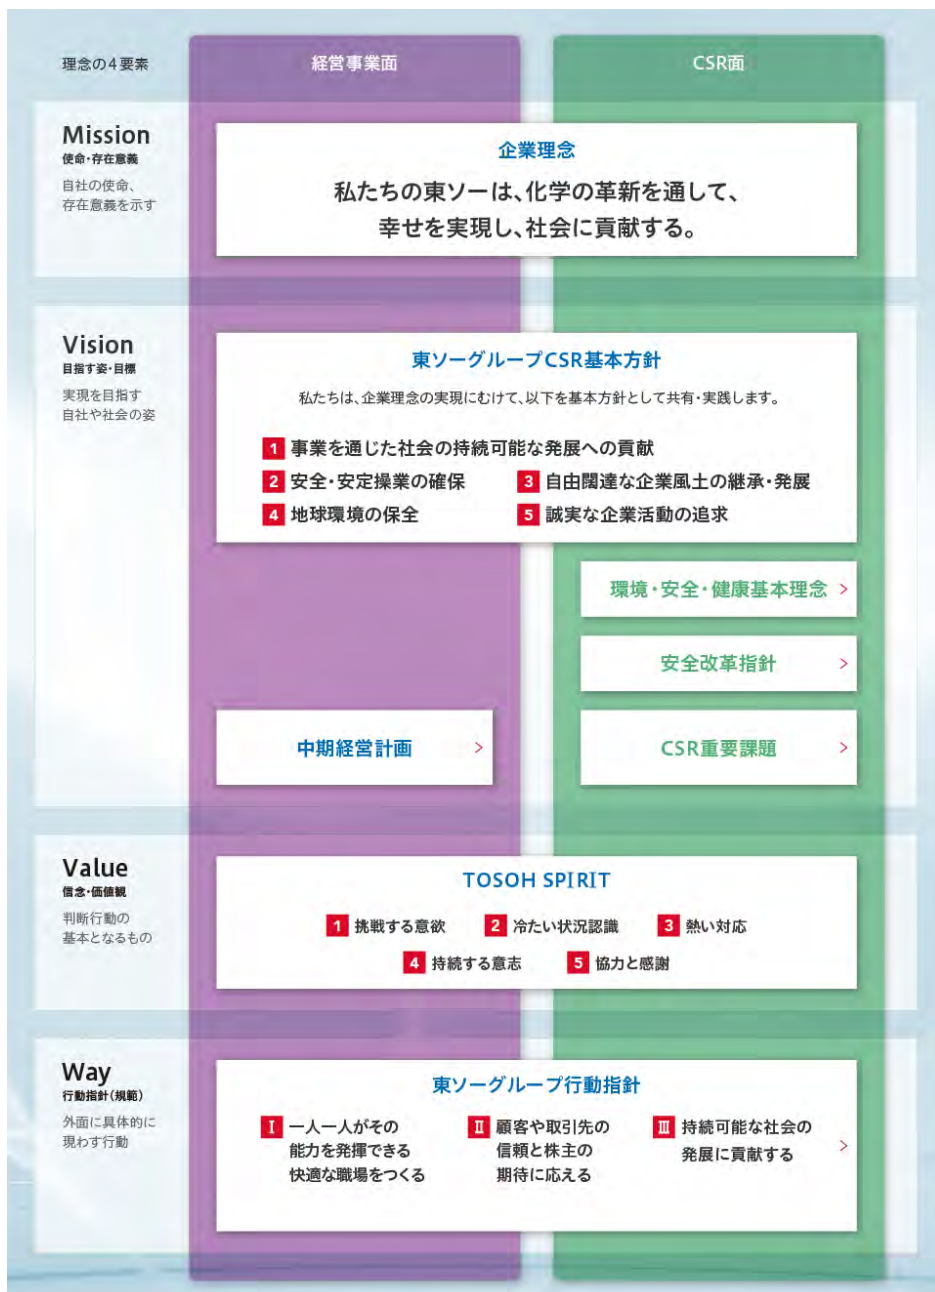 理念の4要素
経営事業面
CSR面
Mission
使命・存在意義
自社の使命、
存在意義を示す
企業理念
私たちの東ソーは、化学の革新を通して、
幸せを実現し、社会に貢献する。
Vision
目指す姿・目標
実現を目指す
自社や社会の姿
東ソーグループCSR基本方針
私たちは、企業理念の実現にむけて、以下を基本方針として共有・実践します。
1 事業を通じた社会の持続可能な発展への貢献
2 安全・安定操業の確保 3 自由闊達な企業風土の継承・発展
4 地球環境の保全 5 誠実な企業活動の追求
環境・安全・健康基本理念 >
安全改革指針 >
中期経営計画 >
CSR重要課題 >
Value
信念・価値観
判断行動の
基本となるもの
TOSOH SPIRIT
1 挑戦する意欲 2 冷たい状況認識 3 熱い対応
4 持続する意志 5 協力と感謝
Way
行動指針(規範)
外面に具体的に
現わす行動
東ソーグループ行動指針
I 一人一人がその
能力を発揮できる
快適な職場をつくる
II 顧客や取引先の
信頼と株主の
期待に応える
III 持続可能な社会の
発展に貢献する
>